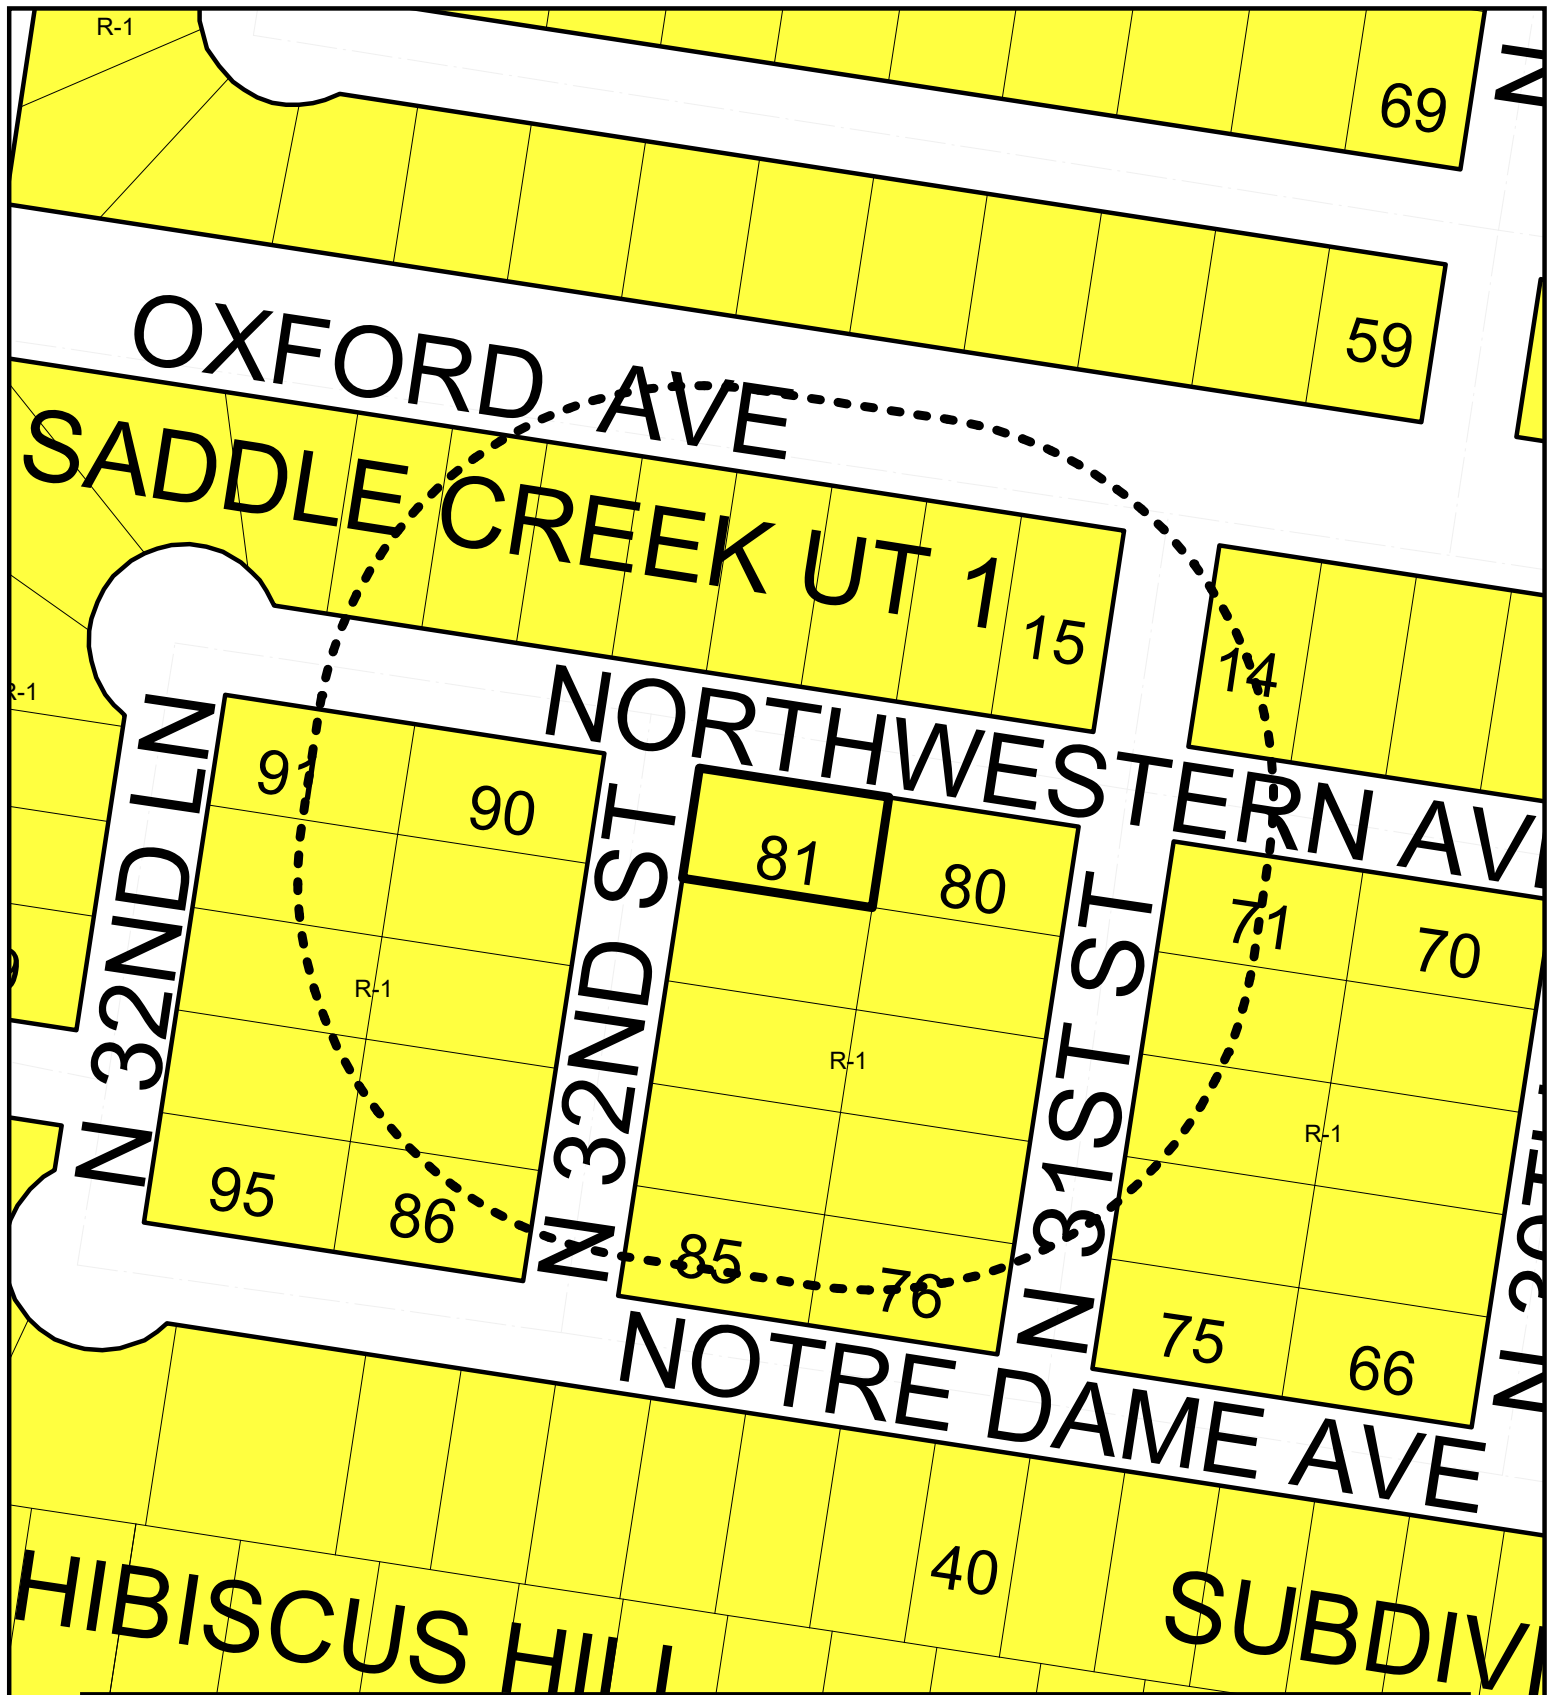 R-1
N
69
59
OXFORD AVE
SADDLE CREEK UT 1
15
14
R-1
N 32ND LN
NORTHWESTERN AVE
91
90
N 32ND ST
81
80
N 31ST ST
71
70
R-1
R-1
R-1
95
86
85
76
75
66
NOTRE DAME AVE
40
HIBISCUS HILL
SUBDIVI